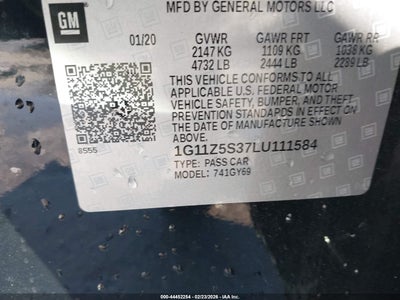 GM
MFD BY GENERAL MOTORS LLC
01/20 GVWR GAWR FRT GAWR RR
2147 KG 1109 KG 1038 KG
4732 LB 2444 LB 2289 LB
THIS VEHICLE CONFORMS TO ALL
APPLICABLE U.S. FEDERAL MOTOR
VEHICLE SAFETY, BUMPER, AND THEFT
PREVENTION STANDARDS IN EFFECT ON
THE DATE OF MANUFACTURE SHOWN
ABOVE.
8555
1G11Z5S37LU111584
TYPE: PASS CAR
MODEL: 741GY69
000-44452254 (02/23/2026 - IAA, Inc.)